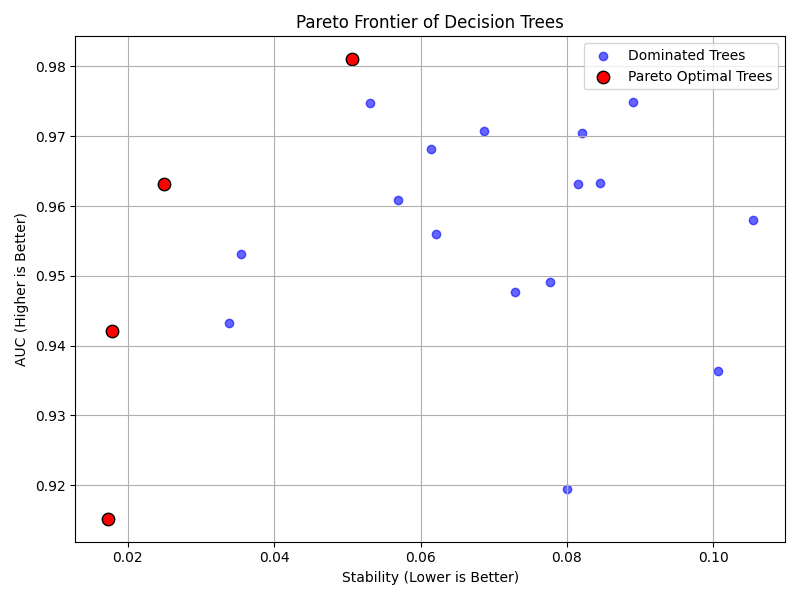 Pareto Frontier of Decision Trees
Dominated Trees
Pareto Optimal Trees
AUC (Higher is Better)
0.98
0.97
0.96
0.95
0.94
0.93
0.92
0.02 0.04 0.06 0.08 0.10
Stability (Lower is Better)